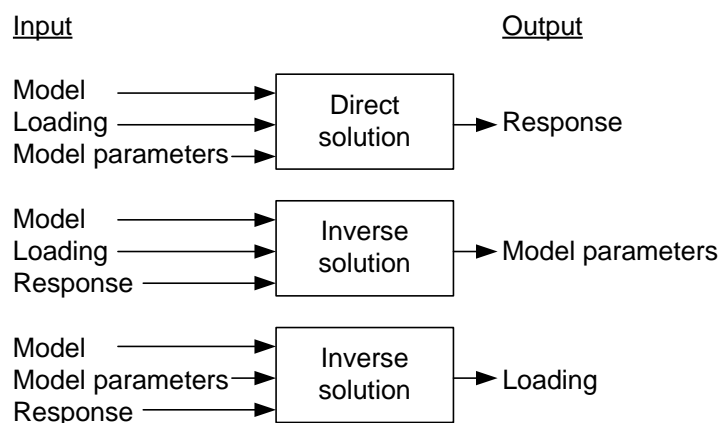 Input
Output
Model
Loading
Model parameters
Direct
solution
Response
Model
Loading
Response
Inverse
solution
Model parameters
Model
Model parameters
Response
Inverse
solution
Loading